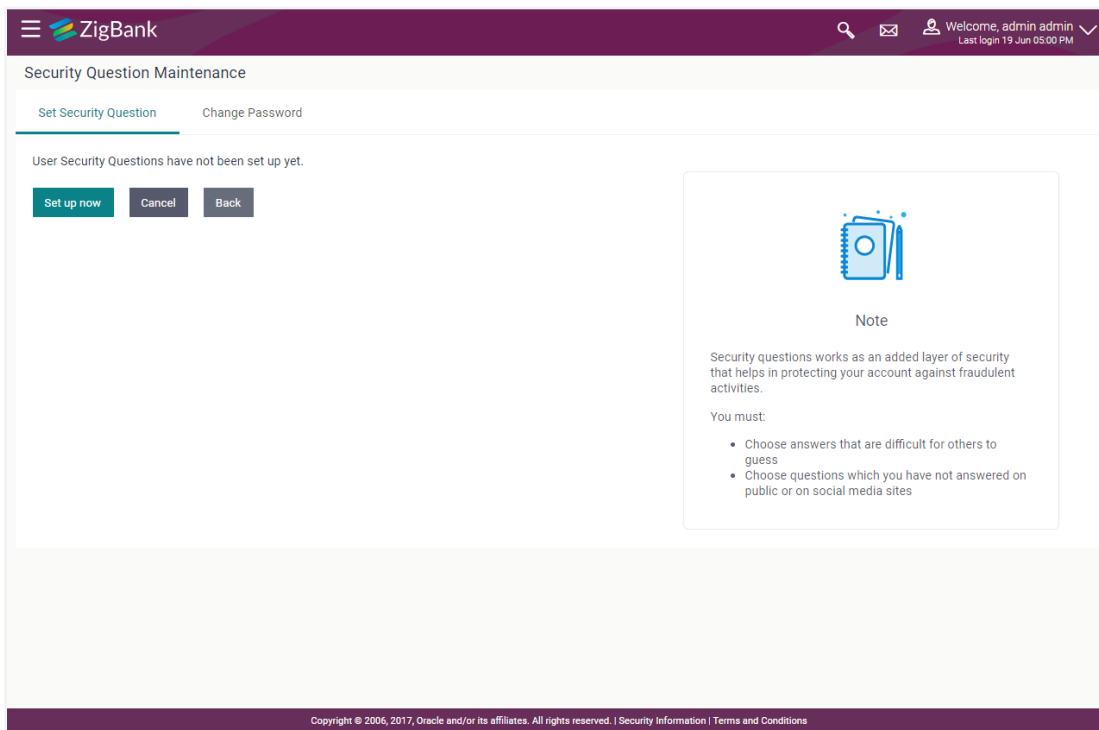 ZigBank
Welcome, admin admin
Last login 19 Jun 05:00 PM
Security Question Maintenance
Set Security Question
Change Password
User Security Questions have not been set up yet.
Set up now
Cancel
Back
Note
Security questions works as an added layer of security
that helps in protecting your account against fraudulent
activities.
You must:
• Choose answers that are difficult for others to
guess
• Choose questions which you have not answered on
public or on social media sites
Copyright © 2006, 2017, Oracle and/or its affiliates. All rights reserved. | Security Information | Terms and Conditions